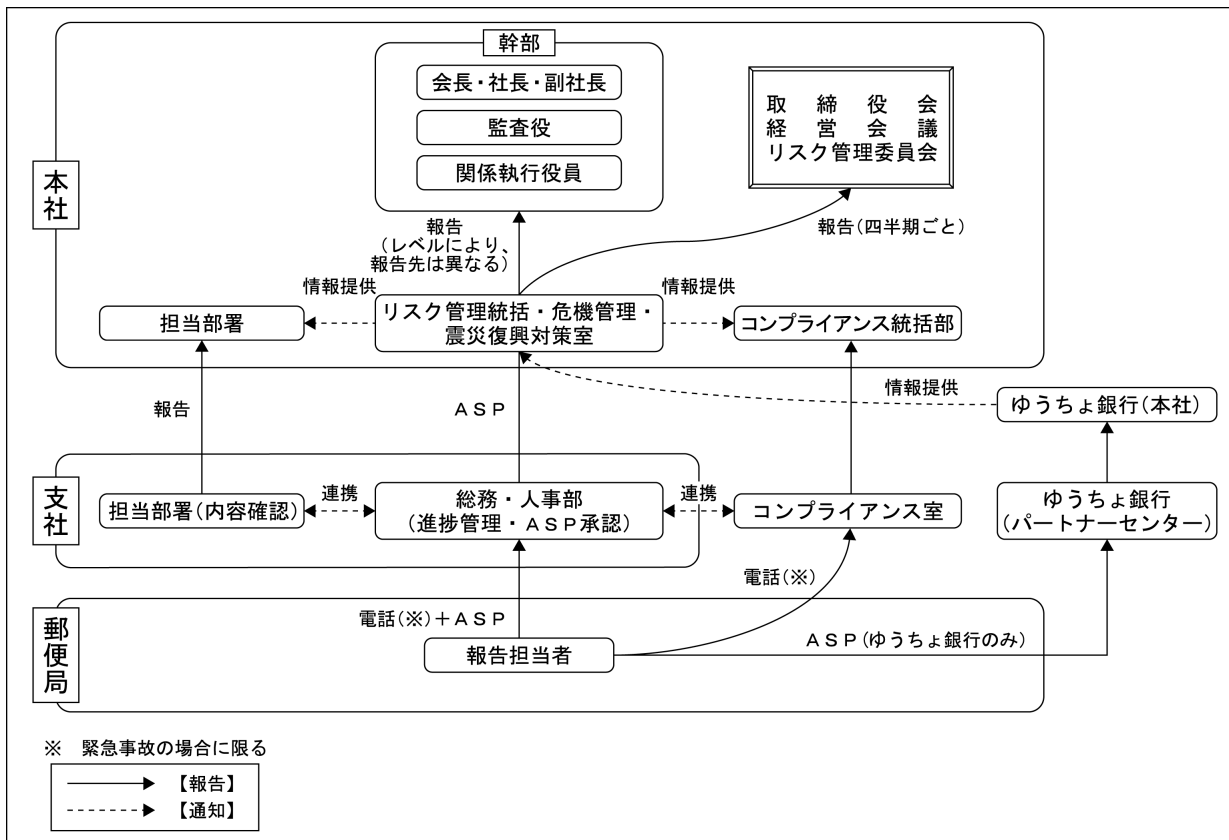 幹部
会長・社長・副社長
監査役
関係執行役員
取締役会
経営会議
リスク管理委員会
本社
報告
(レベルにより、
報告先は異なる)
報告(四半期ごと)
情報提供
情報提供
担当部署
リスク管理統括・危機管理・
震災復興対策室
コンプライアンス統括部
情報提供
報告
ASP
ゆうちょ銀行(本社)
支社
担当部署(内容確認)
連携
総務・人事部
(進捗管理・ASP承認)
連携
コンプライアンス室
ゆうちょ銀行
(パートナーセンター)
電話(※)
郵便局
電話(※)+ASP
報告担当者
ASP(ゆうちょ銀行のみ)
※ 緊急事故の場合に限る
【報告】
【通知】